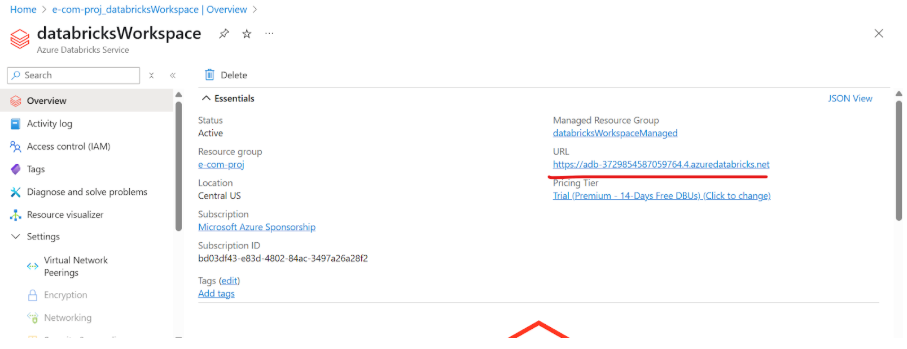 Home > e-com-proj_databricksWorkspace | Overview >
databricksWorkspace
Azure Databricks Service
Search
Overview
Activity log
Access control (IAM)
Tags
Diagnose and solve problems
Resource visualizer
Settings
Virtual Network
Peerings
Encryption
Networking
Delete
Essentials
JSON View
Status
Active
Resource group
e-com-proj
Location
Central US
Subscription
Microsoft Azure Sponsorship
Subscription ID
bd03df43-e83d-4802-84ac-3497a26a28f2
Tags (edit)
Add tags
Managed Resource Group
databricksWorkspaceManaged
URL
https://adb-3729854587059764.4.azuredatabricks.net
Pricing Tier
Trial (Premium - 14-Days Free DBUs) (Click to change)